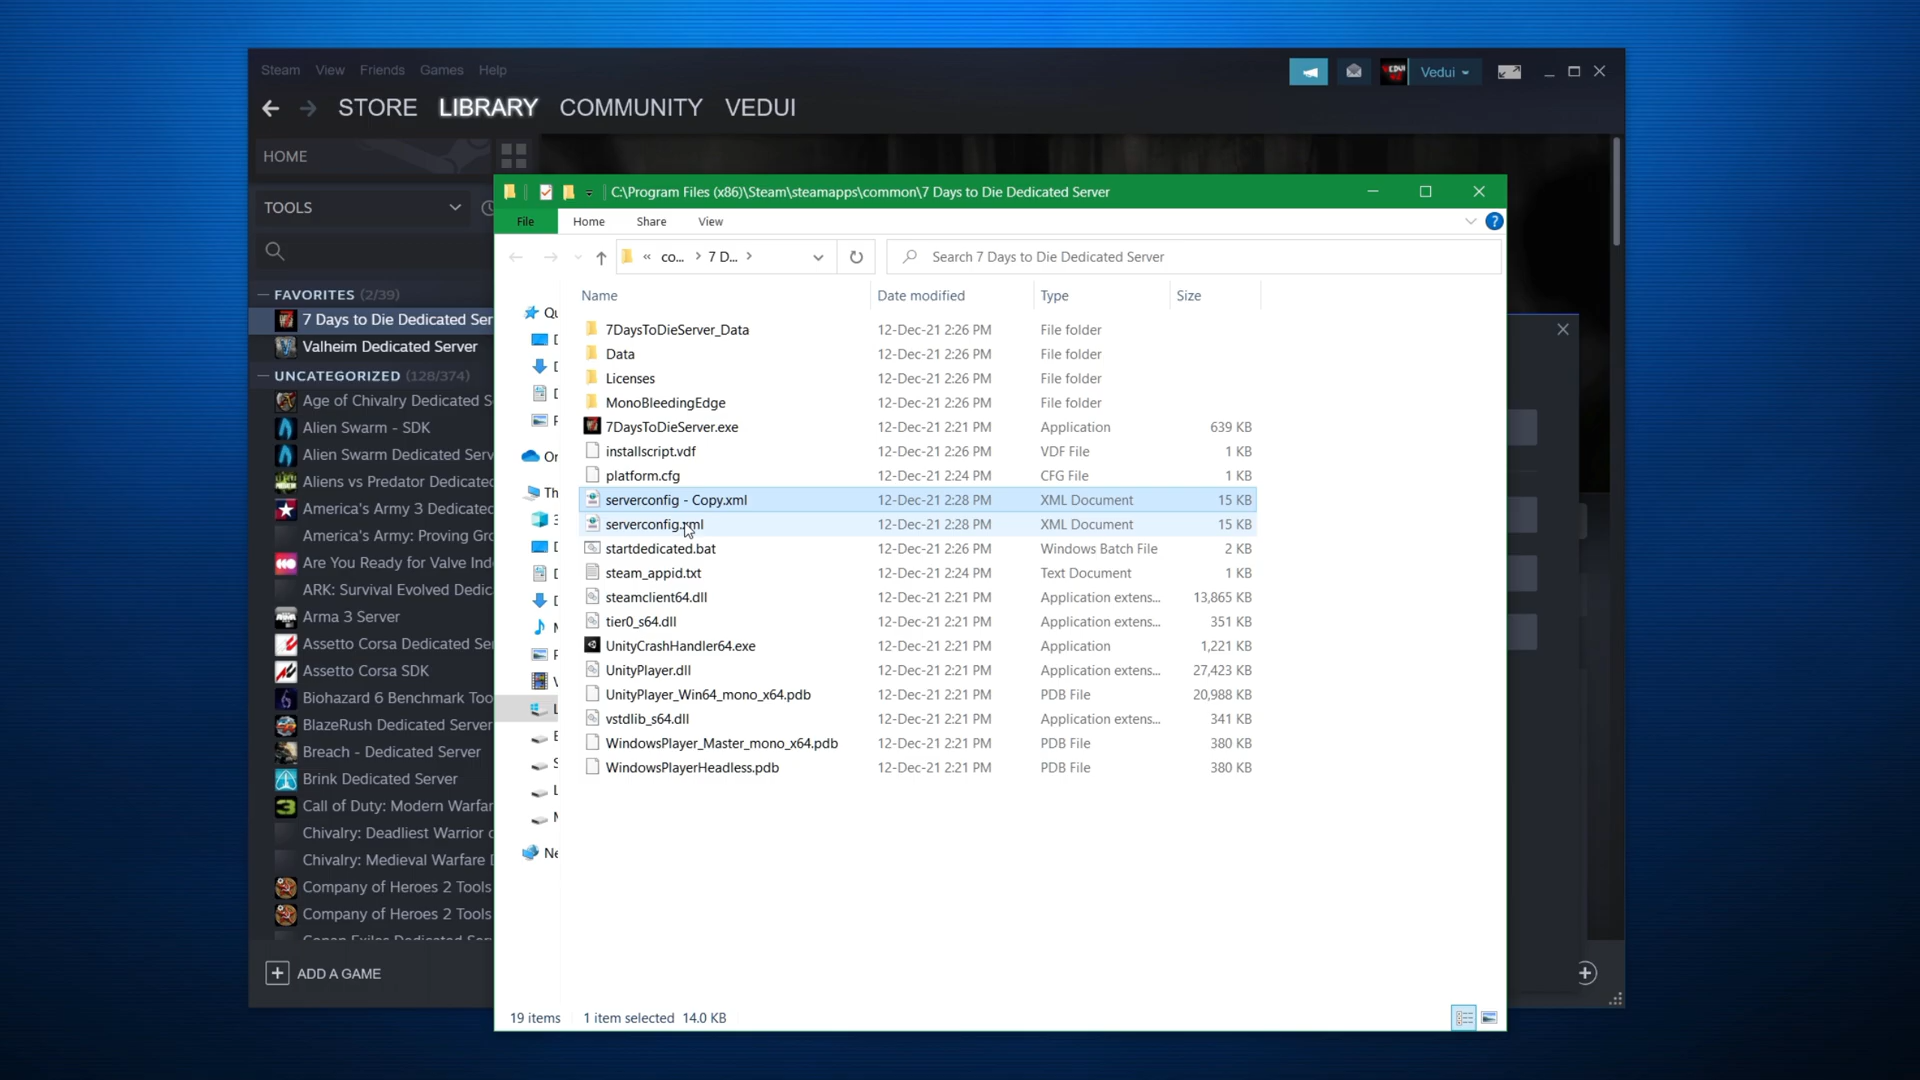 Steam View Friends Games Help
Vedui
STORE LIBRARY COMMUNITY VEDUI
HOME
TOOLS
FAVORITES (2/39)
7 Days to Die Dedicated Ser
Valheim Dedicated Server
UNCATEGORIZED (128/374)
Age of Chivalry Dedicated S
Alien Swarm - SDK
Alien Swarm Dedicated Serv
Aliens vs Predator Dedicated
America's Army 3 Dedicated
America's Army: Proving Gro
Are You Ready for Valve Ind
ARK: Survival Evolved Dedic
Arma 3 Server
Assetto Corsa Dedicated Se
Assetto Corsa SDK
Biohazard 6 Benchmark Too
BlazeRush Dedicated Server
Breach - Dedicated Server
Brink Dedicated Server
Call of Duty: Modern Warfar
Chivalry: Deadliest Warrior
Chivalry: Medieval Warfare
Company of Heroes 2 Tools
Company of Heroes 2 Tools
Conan Exiles Dedicated Ser
ADD A GAME
C:\Program Files (x86)\Steam\steamapps\common\7 Days to Die Dedicated Server
File Home Share View
« co... > 7 D... >
Search 7 Days to Die Dedicated Server
Name Date modified Type Size
7DaysToDieServer_Data 12-Dec-21 2:26 PM File folder
Data 12-Dec-21 2:26 PM File folder
Licenses 12-Dec-21 2:26 PM File folder
MonoBleedingEdge 12-Dec-21 2:26 PM File folder
7DaysToDieServer.exe 12-Dec-21 2:21 PM Application 639 KB
installscript.vdf 12-Dec-21 2:26 PM VDF File 1 KB
platform.cfg 12-Dec-21 2:24 PM CFG File 1 KB
serverconfig - Copy.xml 12-Dec-21 2:28 PM XML Document 15 KB
serverconfig.xml 12-Dec-21 2:28 PM XML Document 15 KB
startdedicated.bat 12-Dec-21 2:26 PM Windows Batch File 2 KB
steam_appid.txt 12-Dec-21 2:24 PM Text Document 1 KB
steamclient64.dll 12-Dec-21 2:21 PM Application extens... 13,865 KB
tier0_s64.dll 12-Dec-21 2:21 PM Application extens... 351 KB
UnityCrashHandler64.exe 12-Dec-21 2:21 PM Application 1,221 KB
UnityPlayer.dll 12-Dec-21 2:21 PM Application extens... 27,423 KB
UnityPlayer_Win64_mono_x64.pdb 12-Dec-21 2:21 PM PDB File 20,988 KB
vstdlib_s64.dll 12-Dec-21 2:21 PM Application extens... 341 KB
WindowsPlayer_Master_mono_x64.pdb 12-Dec-21 2:21 PM PDB File 380 KB
WindowsPlayerHeadless.pdb 12-Dec-21 2:21 PM PDB File 380 KB
19 items 1 item selected 14.0 KB